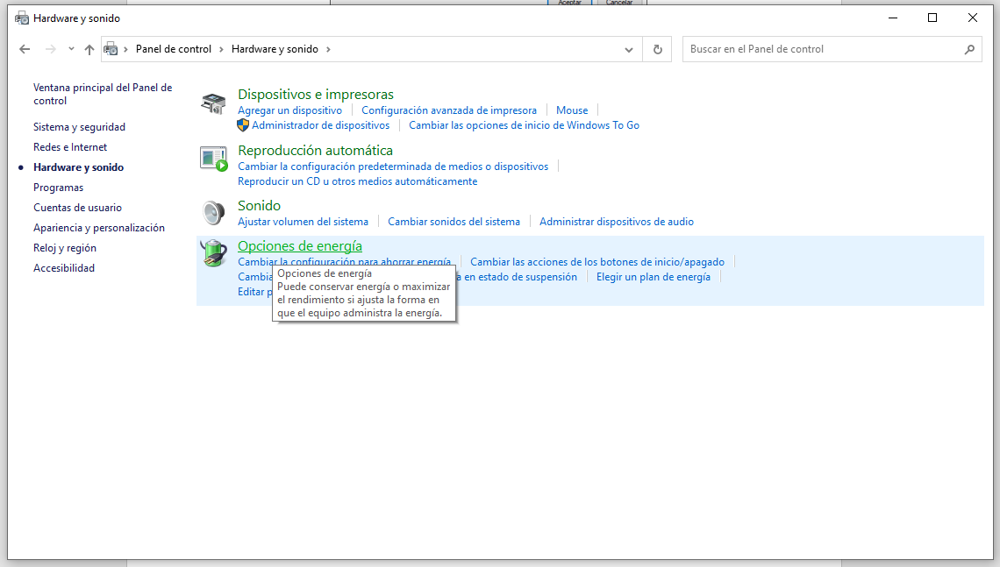 Aceptar Cancelar
Hardware y sonido
Panel de control Hardware y sonido
Buscar en el Panel de control
Ventana principal del Panel de
control
Sistema y seguridad
Redes e Internet
Hardware y sonido
Programas
Cuentas de usuario
Apariencia y personalización
Reloj y región
Accesibilidad
Dispositivos e impresoras
Agregar un dispositivo Configuración avanzada de impresora Mouse
Administrador de dispositivos Cambiar las opciones de inicio de Windows To Go
Reproducción automática
Cambiar la configuración predeterminada de medios o dispositivos
Reproducir un CD u otros medios automáticamente
Sonido
Ajustar volumen del sistema Cambiar sonidos del sistema Administrar dispositivos de audio
Opciones de energía
Cambiar la configuración para ahorrar energía Cambiar las acciones de los botones de inicio/apagado
Cambia a en estado de suspensión Elegir un plan de energía
Editar p
Opciones de energía
Puede conservar energía o maximizar
el rendimiento si ajusta la forma en
que el equipo administra la energía.